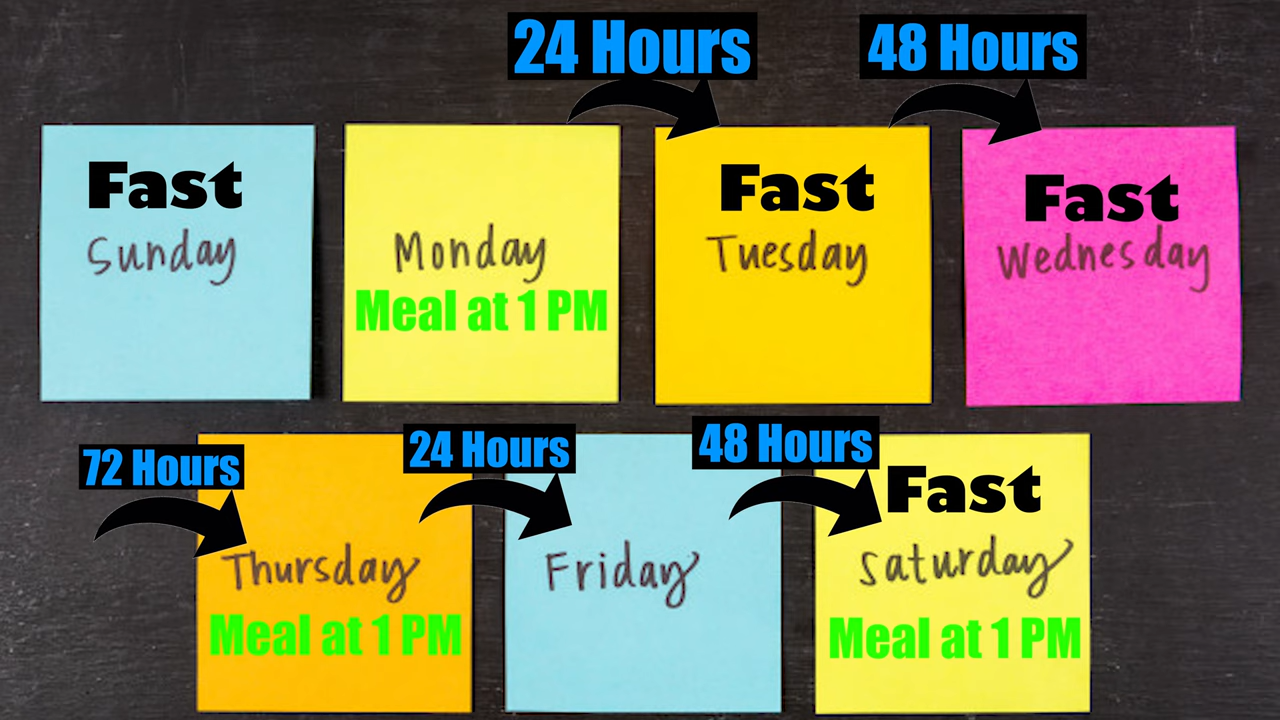 24 Hours
48 Hours
Fast
Sunday
Monday
Meal at 1 PM
Fast
Tuesday
Fast
Wednesday
72 Hours
24 Hours
48 Hours
Thursday
Meal at 1 PM
Friday
Fast
Saturday
Meal at 1 PM